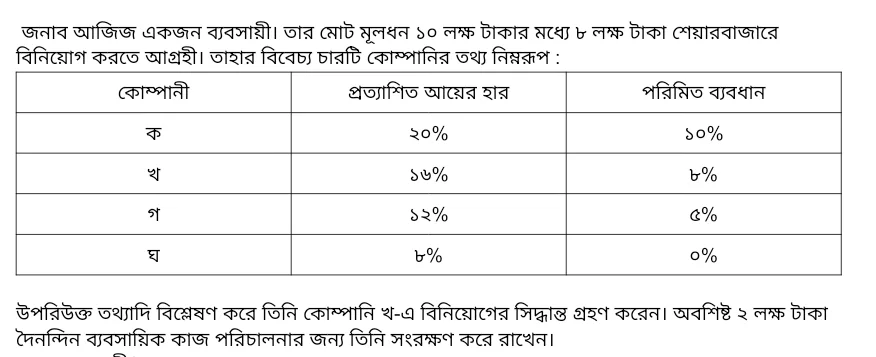 জনাব আজিজ একজন ব্যবসায়ী। তার মোট মূলধন ১০ লক্ষ টাকার মধ্যে ৮ লক্ষ টাকা শেয়ারবাজারে
বিনিয়োগ করতে আগ্রহী। তাহার বিবেচ্য চারটি কোম্পানির তথ্য নিম্নরূপ :
কোম্পানী প্রত্যাশিত আয়ের হার পরিমিত ব্যবধান
ক ২০% ১০%
খ ১৬% ৮%
গ ১২% ৫%
ঘ ৮% ০%
উপরিউক্ত তথ্যাদি বিশ্লেষণ করে তিনি কোম্পানি খ-এ বিনিয়োগের সিদ্ধান্ত গ্রহণ করেন। অবশিষ্ট ২ লক্ষ টাকা
দৈনন্দিন ব্যবসায়িক কাজ পরিচালনার জন্য তিনি সংরক্ষণ করে রাখেন।